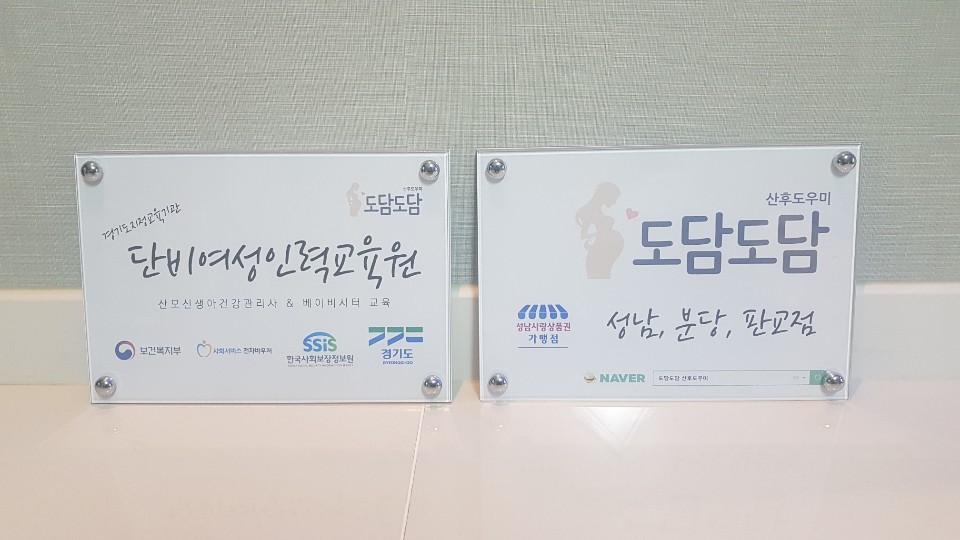 산후도우미
도담도담
경기도지정교육기관
단비여성인력교육원
산모신생아건강관리사 & 베이비시터 교육
보건복지부
사회서비스 전자바우처
SSiS
한국사회보장정보원
경기도
GYEONGGI-DO
산후도우미
도담도담
성남사랑상품권
가맹점
성남, 분당, 판교점
NAVER
도담도담 산후도우미